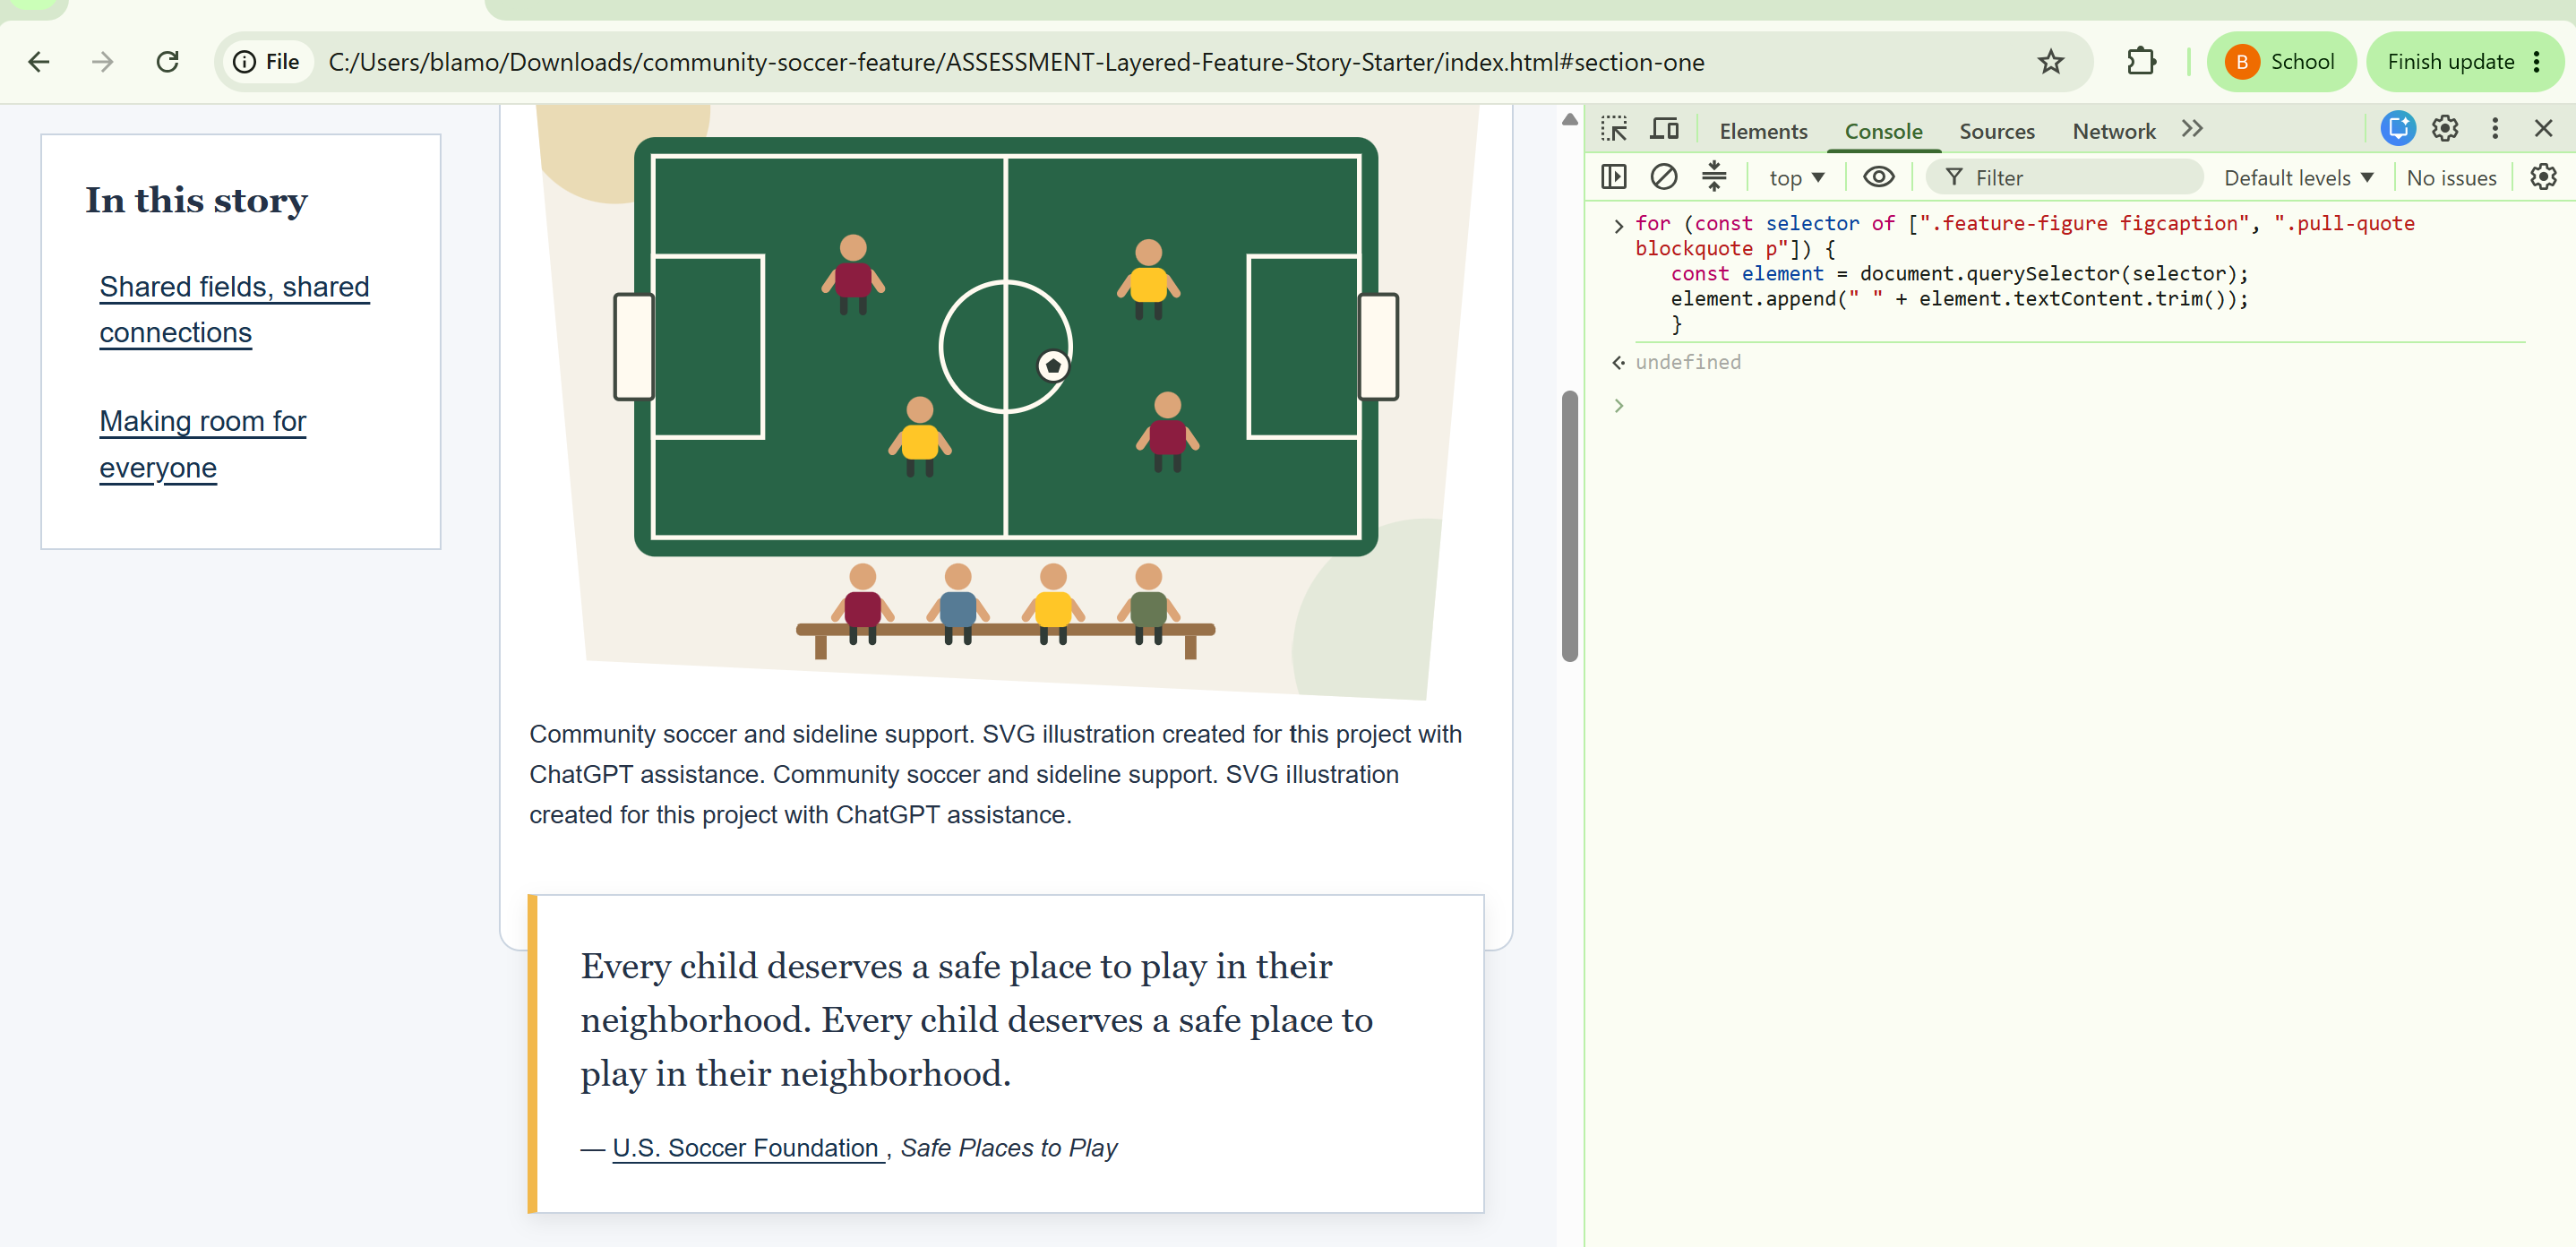 File C:/Users/blamo/Downloads/community-soccer-feature/ASSESSMENT-Layered-Feature-Story-Starter/index.html#section-one
B School
Finish update
In this story
Shared fields, shared
connections
Making room for
everyone
Community soccer and sideline support. SVG illustration created for this project with
ChatGPT assistance. Community soccer and sideline support. SVG illustration
created for this project with ChatGPT assistance.
Every child deserves a safe place to play in their
neighborhood. Every child deserves a safe place to
play in their neighborhood.
— U.S. Soccer Foundation , Safe Places to Play
Elements Console Sources Network
top Filter Default levels No issues
for (const selector of [".feature-figure figcaption", ".pull-quote
blockquote p"]) {
const element = document.querySelector(selector);
element.append(" " + element.textContent.trim());
}
undefined